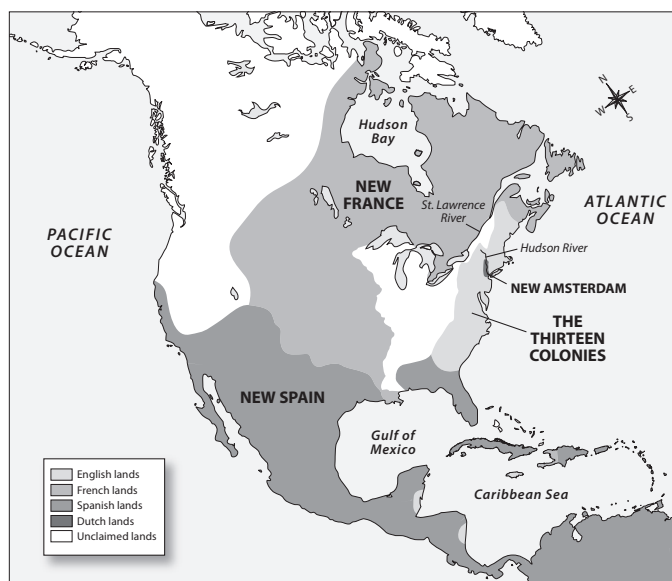 N
E
W
S
Hudson
Bay
NEW
FRANCE
St. Lawrence
River
ATLANTIC
OCEAN
PACIFIC
OCEAN
Hudson River
NEW AMSTERDAM
THE
THIRTEEN
COLONIES
NEW SPAIN
Gulf of
Mexico
Caribbean Sea
English lands
French lands
Spanish lands
Dutch lands
Unclaimed lands